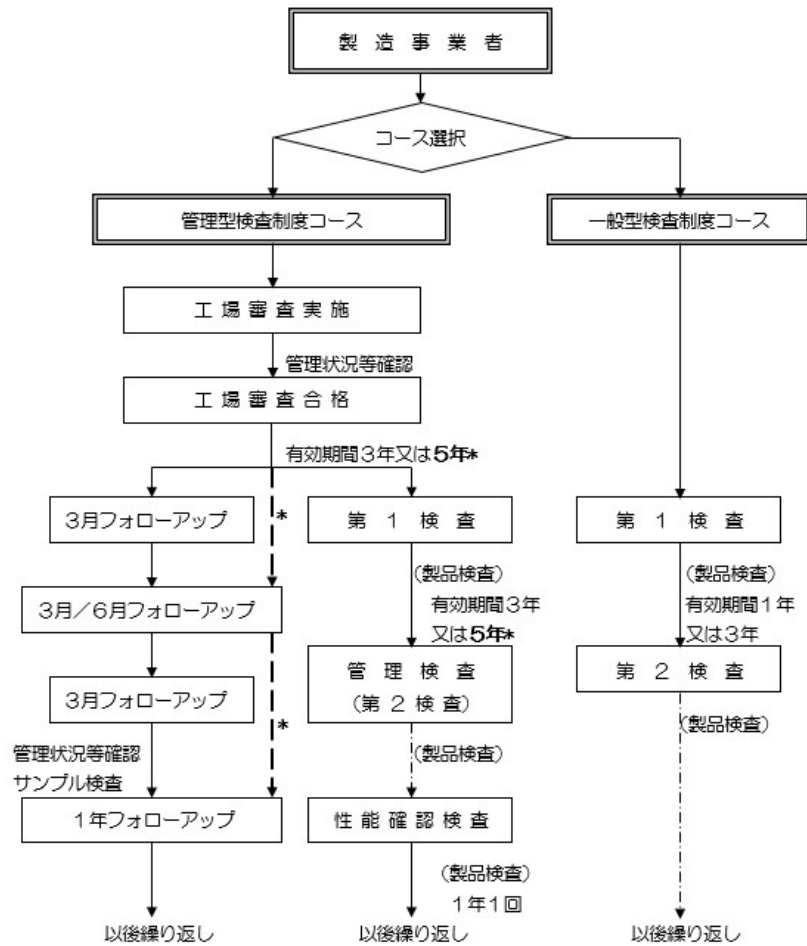 製造事業者
コース選択
管理型検査制度コース
一般型検査制度コース
工場審査実施
管理状況等確認
工場審査合格
有効期間3年又は5年*
3月フォローアップ
*
第1検査
第1検査
(製品検査)
有効期間3年
又は5年*
(製品検査)
有効期間1年
又は3年
3月/6月フォローアップ
管理検査
(第2検査)
第2検査
3月フォローアップ
*
管理状況等確認
サンプル検査
(製品検査)
(製品検査)
1年フォローアップ
性能確認検査
(製品検査)
1年1回
以後繰り返し
以後繰り返し
以後繰り返し